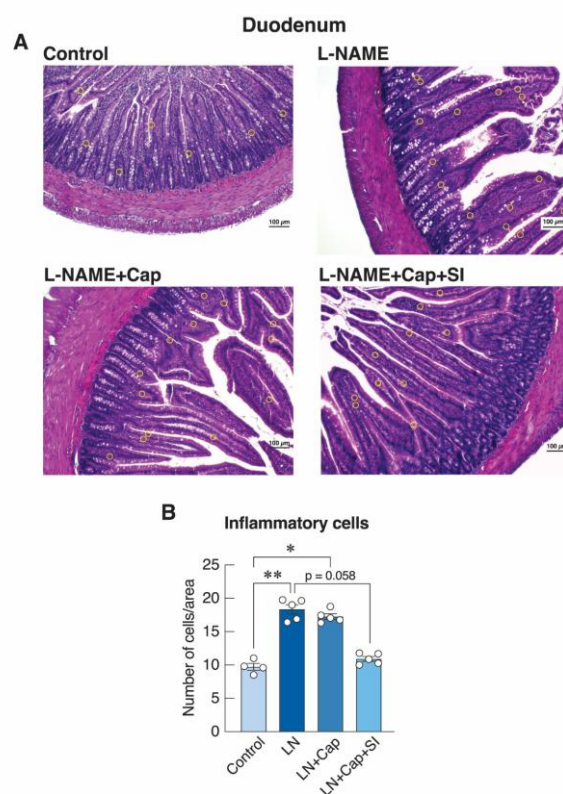 Duodenum
A
Control
L-NAME
100 µm
100 µm
L-NAME+Cap
L-NAME+Cap+SI
100 µm
100 µm
B
Inflammatory cells
*
**
p = 0.058
Number of cells/area
25
20
15
10
5
0
Control
LN
LN+Cap
LN+Cap+SI